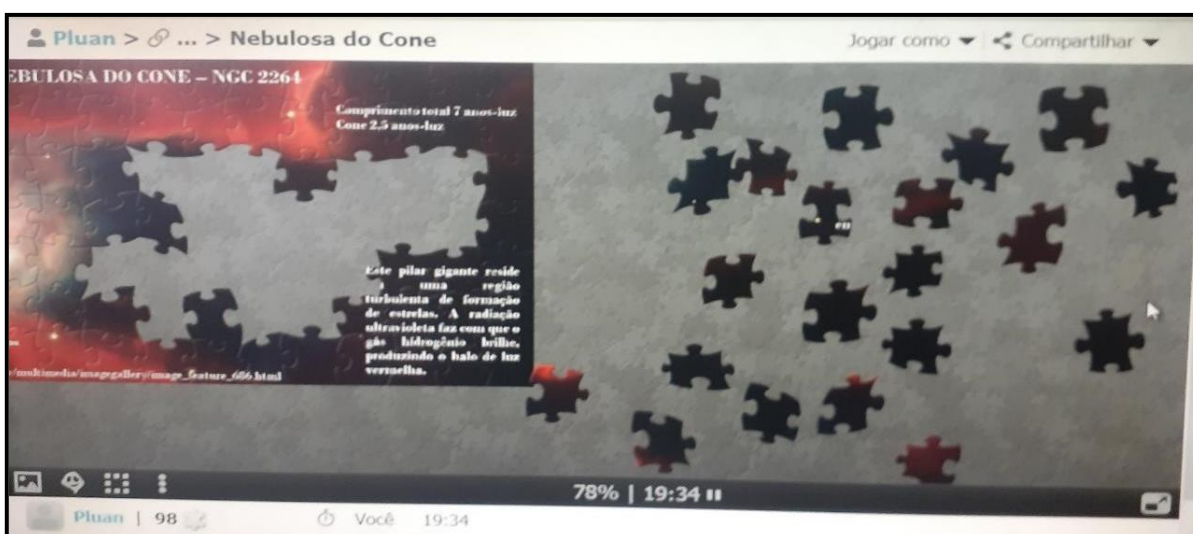 Pluan > ... > Nebulosa do Cone
Jogar como
Compartilhar
EBULOSA DO CONE – NGC 2264
Comprimento total 7 anos-luz
Cone 2,5 anos-luz
en
Este pilar gigante reside
uma região
turbulenta de formação
de estrelas. A radiação
ultravioleta faz com que o
gás hidrogênio brilhe,
produzindo o halo de luz
vermelha.
/multimedia/imagegallery/image_feature_686.html
78% | 19:34
Pluan | 98
Você 19:34